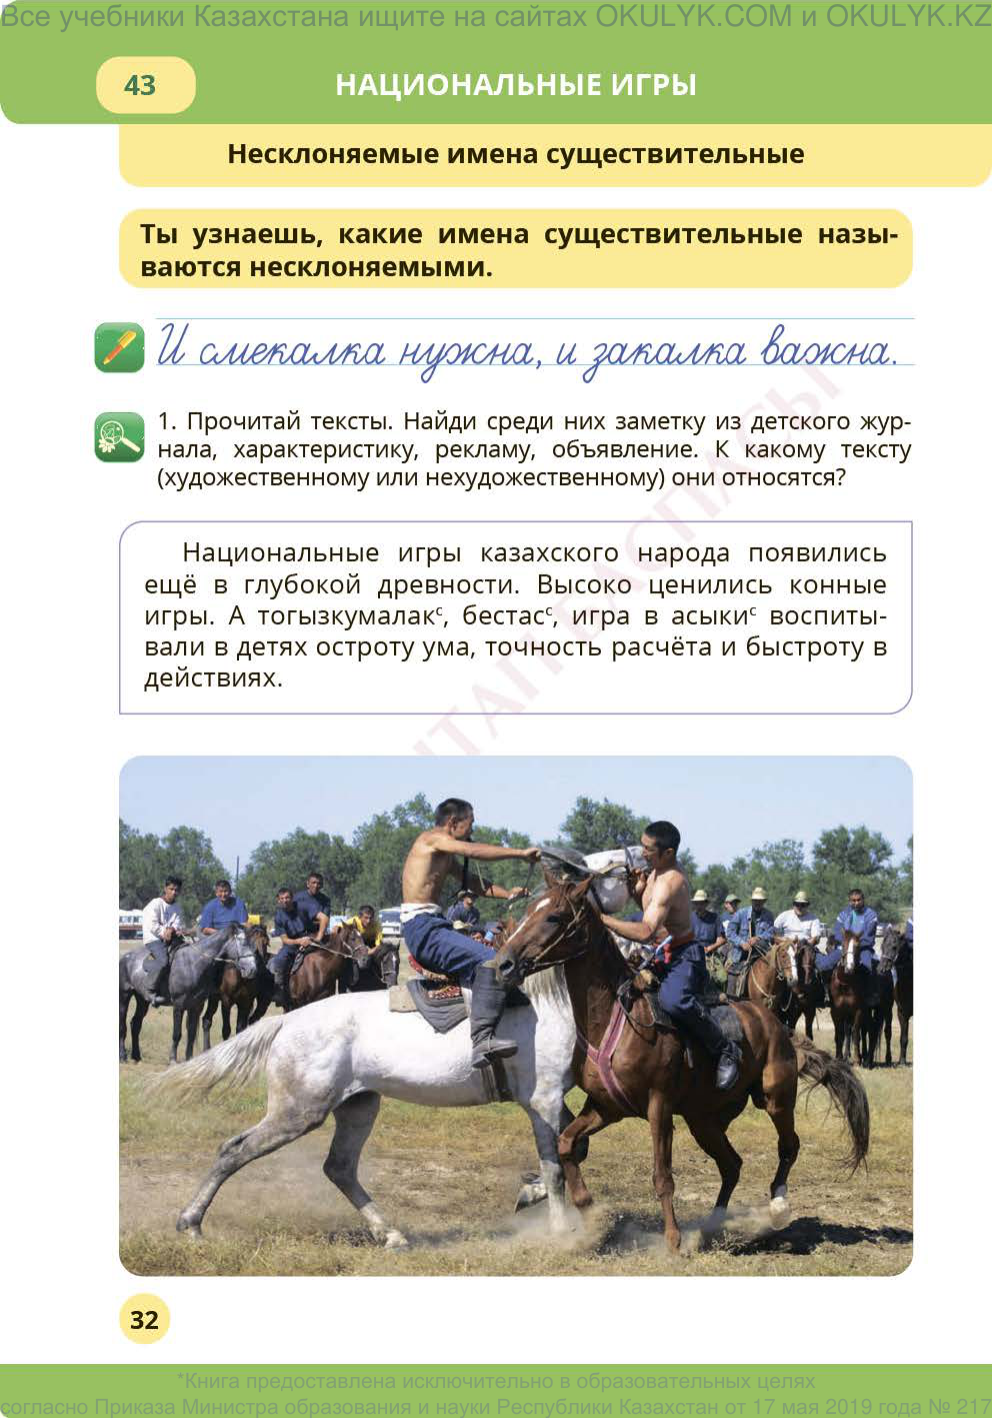 Все учебники Казахстана ищите на сайтах OKULYK.COM и OKULYK.KZ
43
НАЦИОНАЛЬНЫЕ ИГРЫ
Несклоняемые имена существительные
Ты узнаешь, какие имена существительные назы-
ваются несклоняемыми.
И смекалка нужна, и закалка важна.
1. Прочитай тексты. Найди среди них заметку из детского жур-
нала, характеристику, рекламу, объявление. К какому тексту
(художественному или нехудожественному) они относятся?
Национальные игры казахского народа появились
ещё в глубокой древности. Высоко ценились конные
игры. А тогызкумалакᶜ, бестасᶜ, игра в асыкиᶜ воспиты-
вали в детях остроту ума, точность расчёта и быстроту в
действиях.
32
*Книга предоставлена исключительно в образовательных целях
согласно Приказа Министра образования и науки Республики Казахстан от 17 мая 2019 года № 217